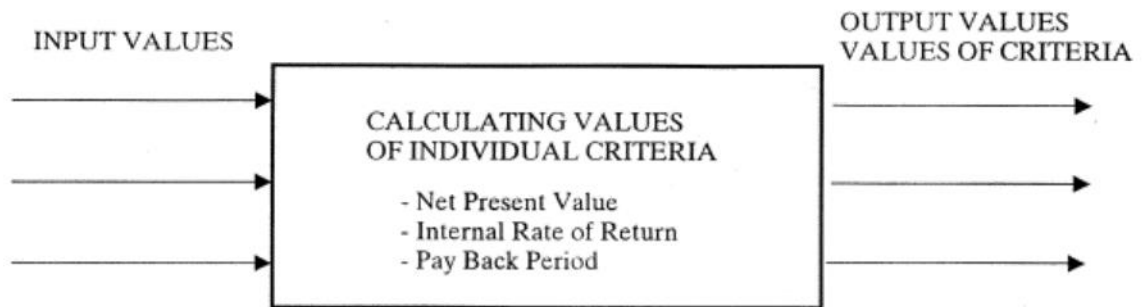 INPUT VALUES
OUTPUT VALUES
VALUES OF CRITERIA
CALCULATING VALUES
OF INDIVIDUAL CRITERIA
- Net Present Value
- Internal Rate of Return
- Pay Back Period